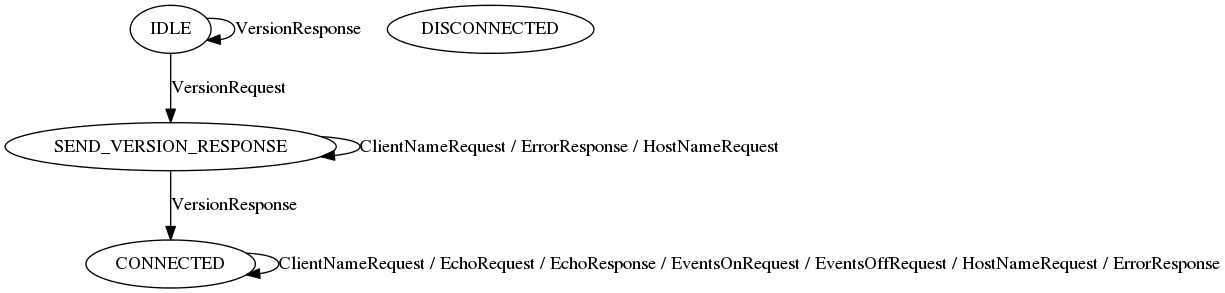 IDLE
VersionResponse
DISCONNECTED
VersionRequest
SEND_VERSION_RESPONSE
ClientNameRequest / ErrorResponse / HostNameRequest
VersionResponse
CONNECTED
ClientNameRequest / EchoRequest / EchoResponse / EventsOnRequest / EventsOffRequest / HostNameRequest / ErrorResponse